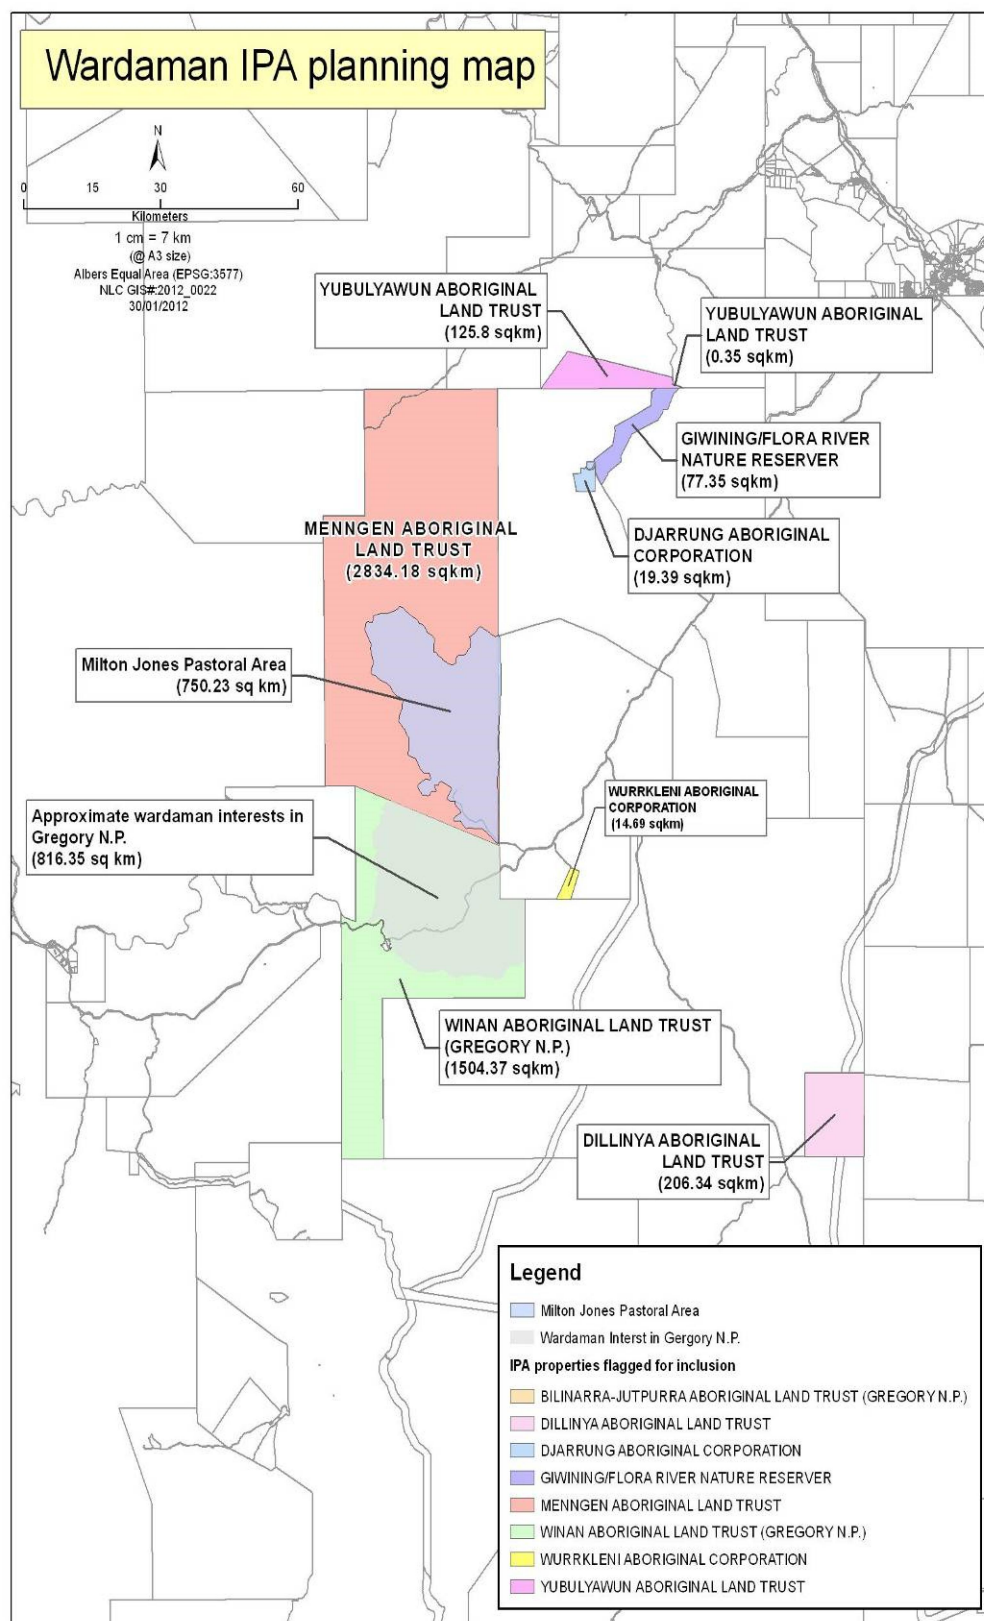 Wardaman IPA planning map
N
0 15 30 60
Kilometers
1 cm = 7 km
(@ A3 size)
Albers Equal Area (EPSG:3577)
NLC GIS#:2012_0022
30/01/2012
YUBULYAWUN ABORIGINAL
LAND TRUST
(125.8 sqkm)
YUBULYAWUN ABORIGINAL
LAND TRUST
(0.35 sqkm)
GIWINING/FLORA RIVER
NATURE RESERVER
(77.35 sqkm)
MENNGEN ABORIGINAL
LAND TRUST
(2834.18 sqkm)
DJARRUNG ABORIGINAL
CORPORATION
(19.39 sqkm)
Milton Jones Pastoral Area
(750.23 sq km)
WURRKLENI ABORIGINAL
CORPORATION
(14.69 sqkm)
Approximate wardaman interests in
Gregory N.P.
(816.35 sq km)
WINAN ABORIGINAL LAND TRUST
(GREGORY N.P.)
(1504.37 sqkm)
DILLINYA ABORIGINAL
LAND TRUST
(206.34 sqkm)
Legend
Milton Jones Pastoral Area
Wardaman Interst in Gergory N.P.
IPA properties flagged for inclusion
BILINARRA-JUTPURRA ABORIGINAL LAND TRUST (GREGORY N.P.)
DILLINYA ABORIGINAL LAND TRUST
DJARRUNG ABORIGINAL CORPORATION
GIWINING/FLORA RIVER NATURE RESERVER
MENNGEN ABORIGINAL LAND TRUST
WINAN ABORIGINAL LAND TRUST (GREGORY N.P.)
WURRKLENI ABORIGINAL CORPORATION
YUBULYAWUN ABORIGINAL LAND TRUST